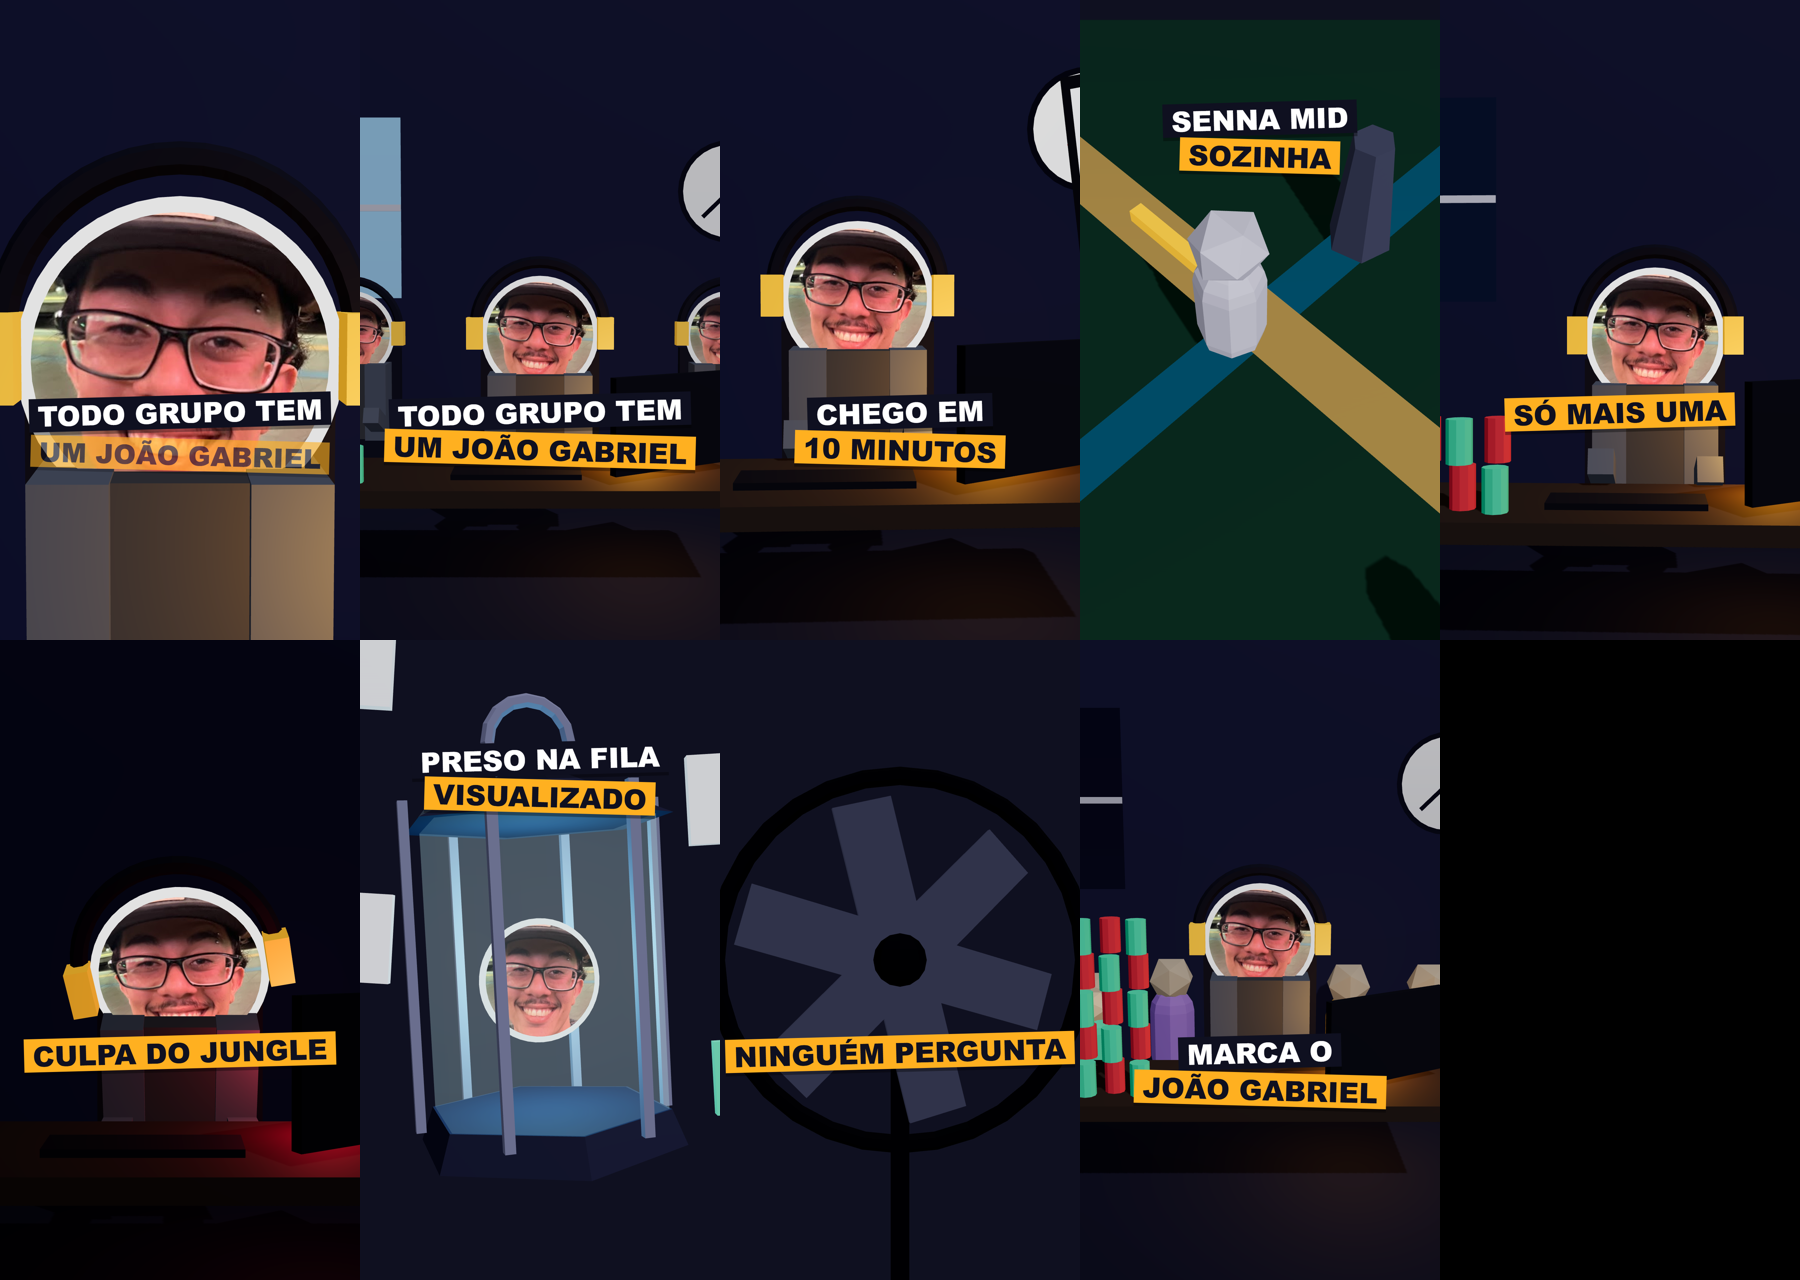 TODO GRUPO TEM
UM JOÃO GABRIEL
TODO GRUPO TEM
UM JOÃO GABRIEL
CHEGO EM
10 MINUTOS
SENNA MID
SOZINHA
SÓ MAIS UMA
CULPA DO JUNGLE
PRESO NA FILA
VISUALIZADO
NINGUÉM PERGUNTA
MARCA O
JOÃO GABRIEL